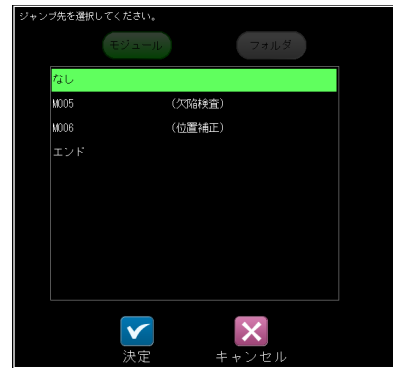 ジャンプ先を選択してください。
モジュール フォルダ
なし
M005 (欠陥検査)
M006 (位置補正)
エンド
決定 キャンセル